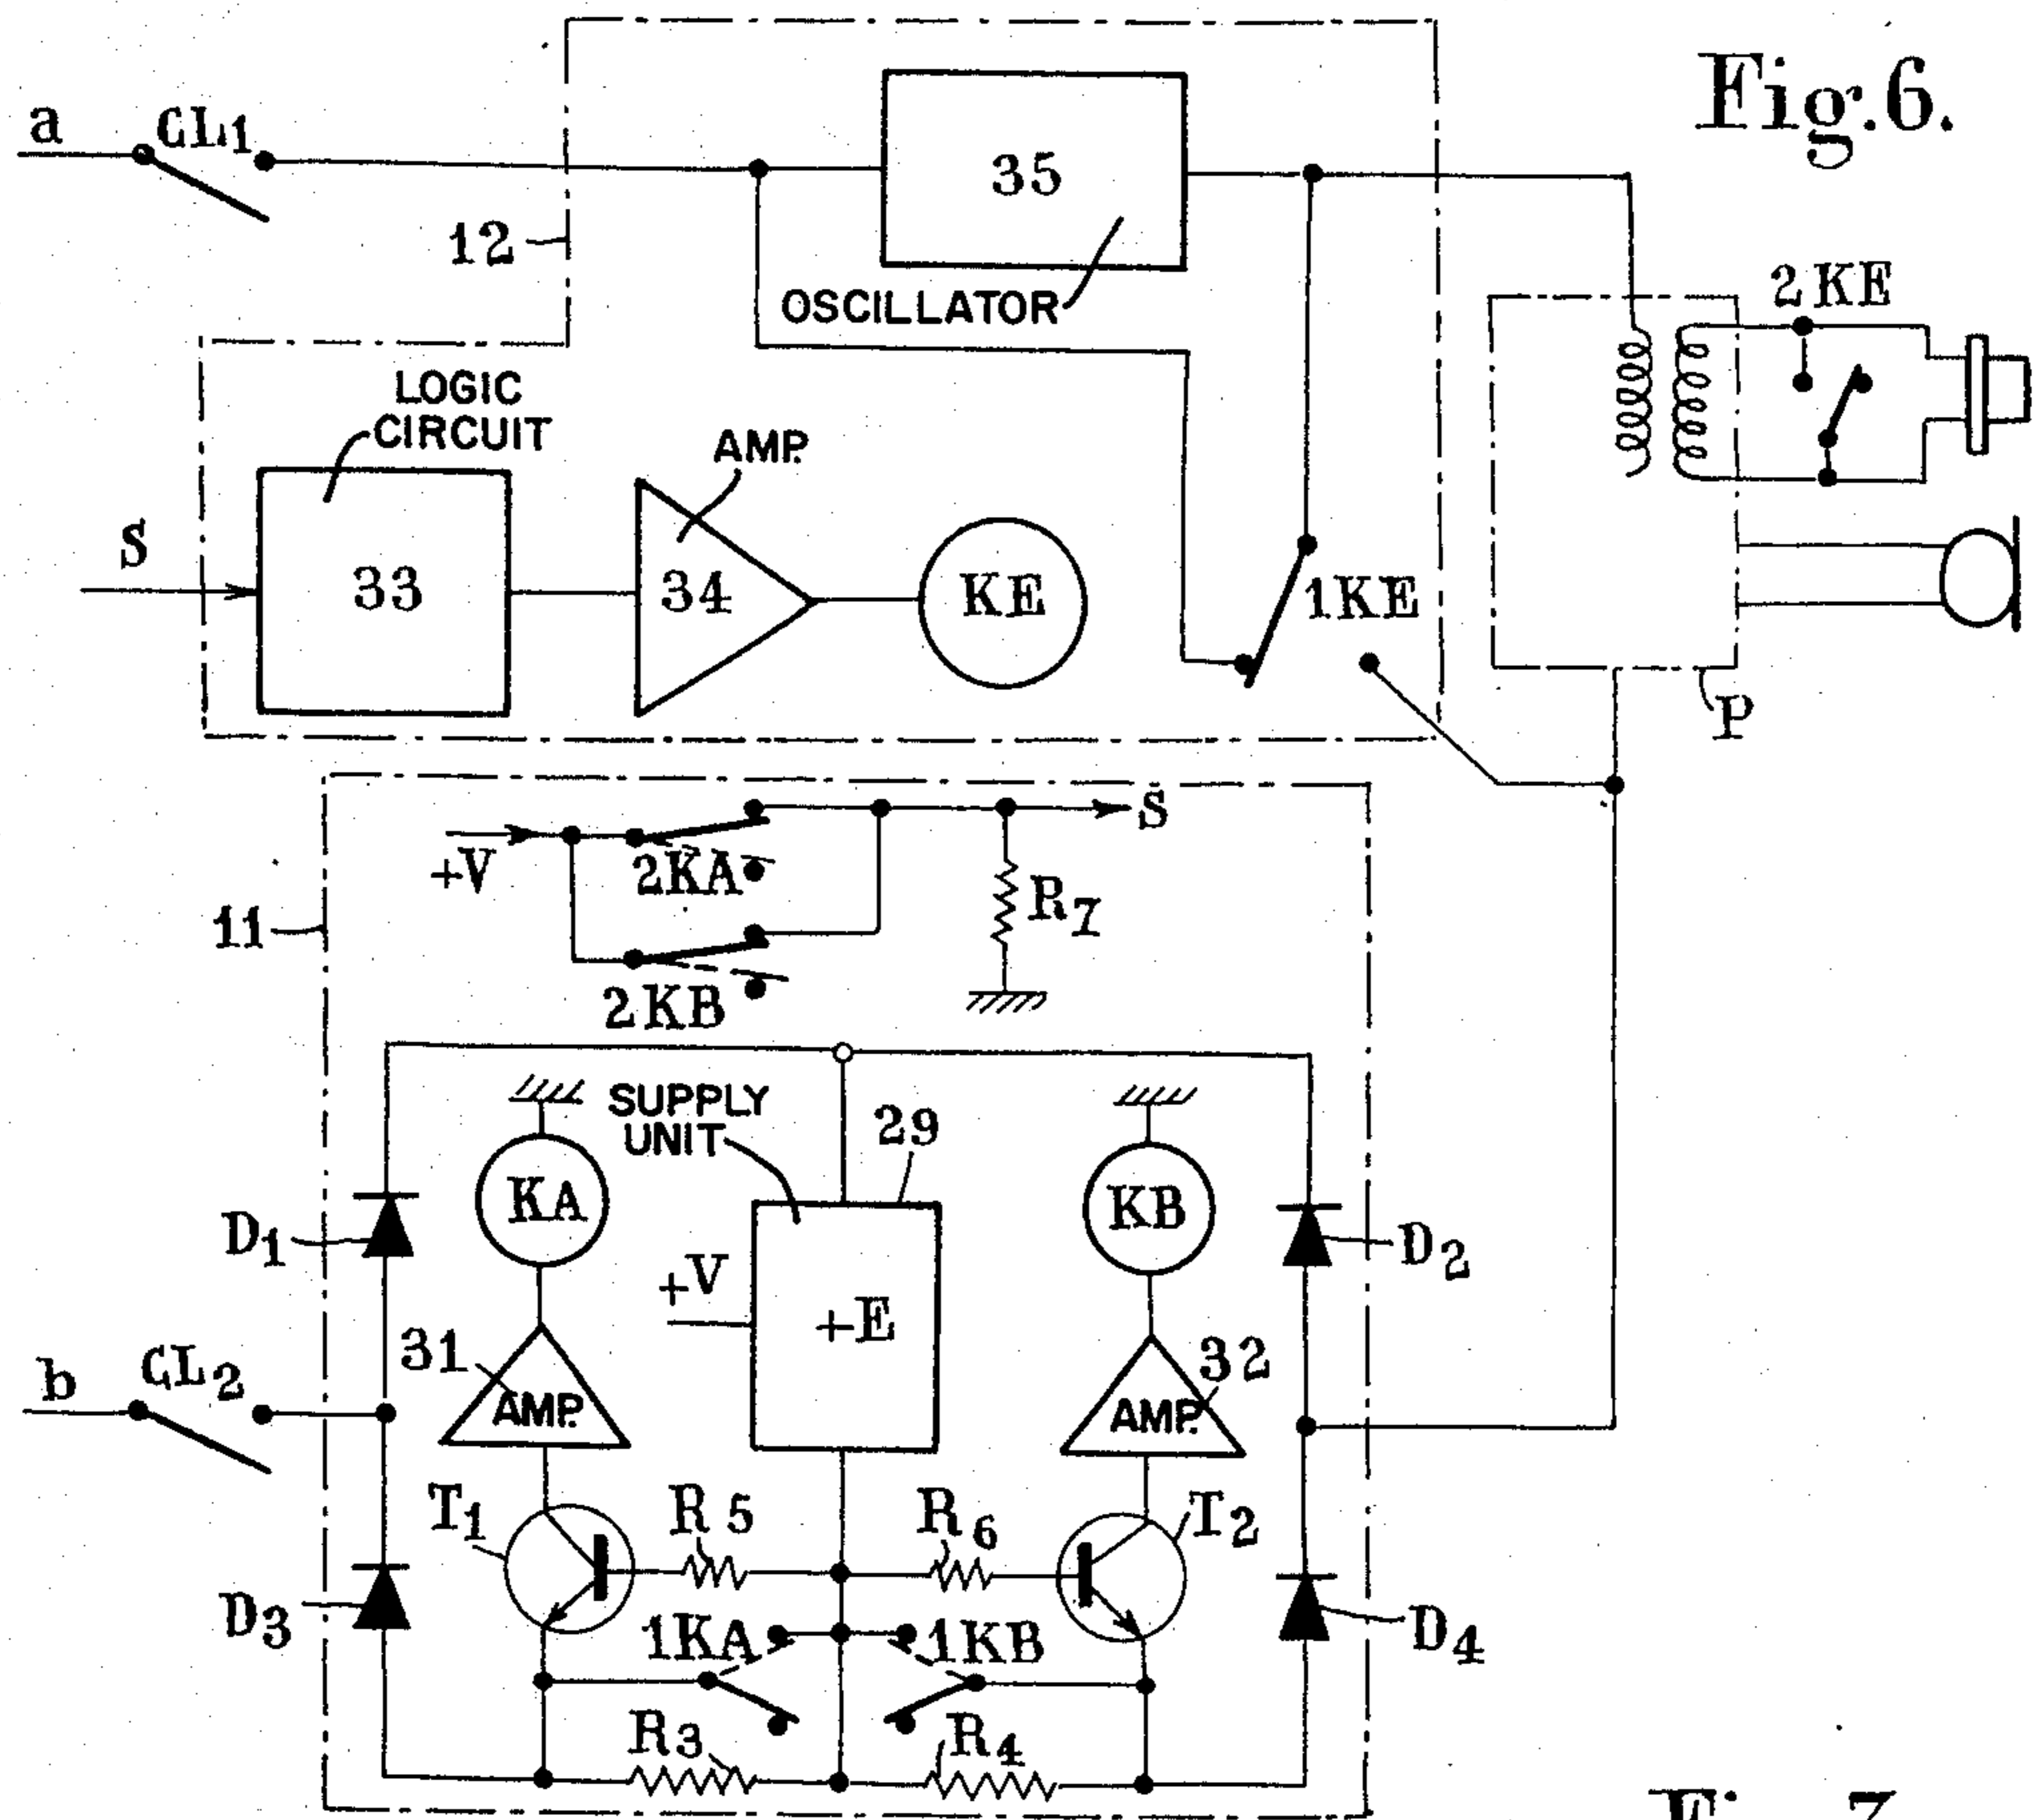 Fig.6.
a
CL1
35
12
OSCILLATOR
2KE
LOGIC
CIRCUIT
AMP.
S
33
34
KE
1KE
P
S
+V
2KA
R7
11
2KB
SUPPLY
UNIT
29
KA
KB
D1
D2
+V
+E
31
32
b
CL2
AMP.
AMP.
T1
R5
R6
T2
D3
1KA
1KB
D4
R3
R4